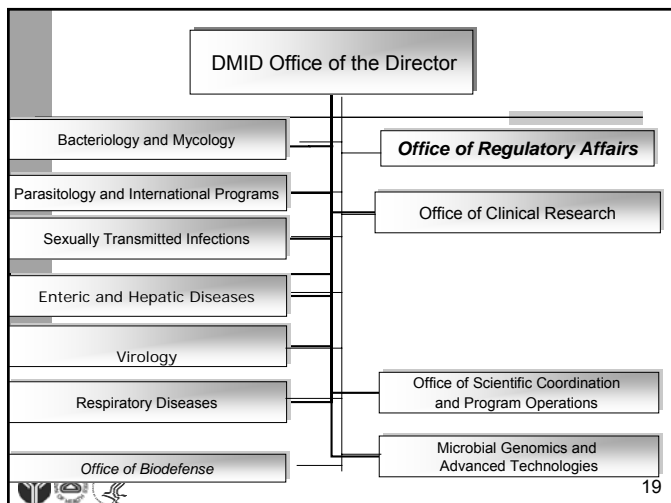 DMID Office of the Director
Bacteriology and Mycology
Parasitology and International Programs
Sexually Transmitted Infections
Enteric and Hepatic Diseases
Virology
Respiratory Diseases
Office of Biodefense
Office of Regulatory Affairs
Office of Clinical Research
Office of Scientific Coordination
and Program Operations
Microbial Genomics and
Advanced Technologies
19